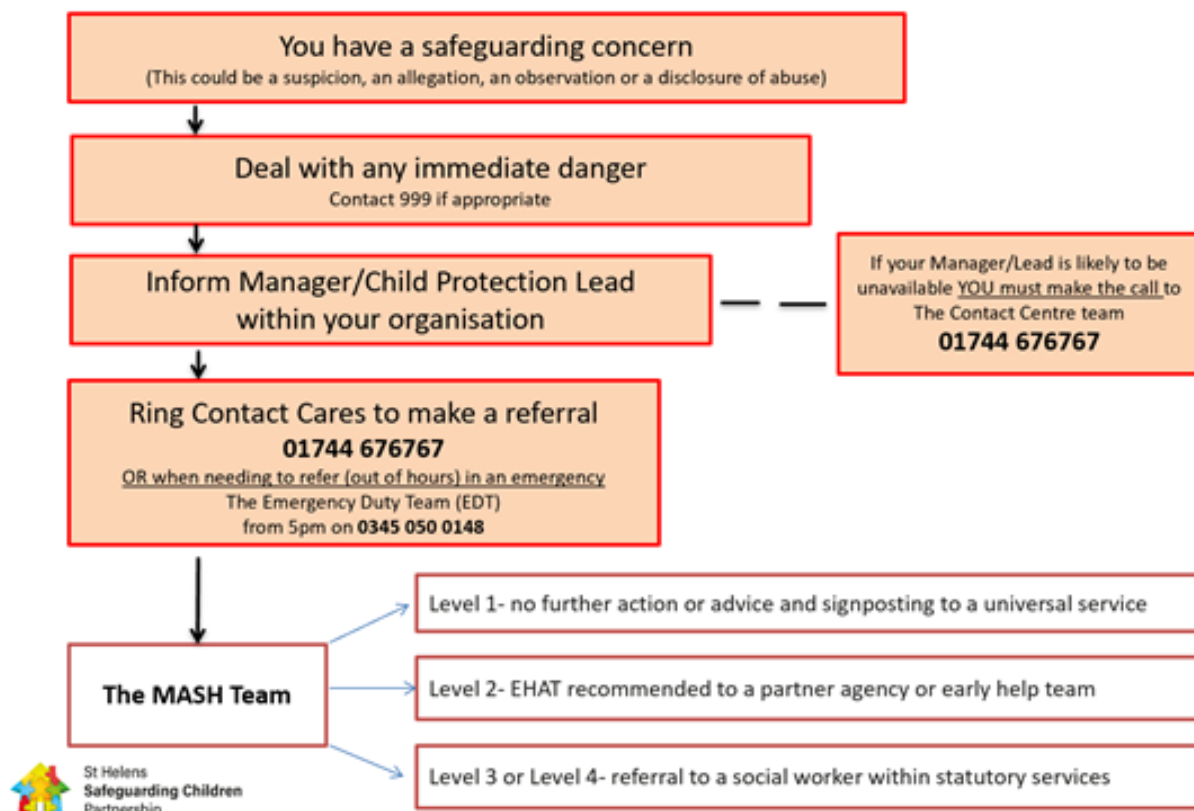 You have a safeguarding concern
(This could be a suspicion, an allegation, an observation or a disclosure of abuse)
Deal with any immediate danger
Contact 999 if appropriate
Inform Manager/Child Protection Lead
within your organisation
If your Manager/Lead is likely to be
unavailable YOU must make the call to
The Contact Centre team
01744 676767
Ring Contact Cares to make a referral
01744 676767
OR when needing to refer (out of hours) in an emergency
The Emergency Duty Team (EDT)
from 5pm on 0345 050 0148
The MASH Team
Level 1- no further action or advice and signposting to a universal service
Level 2- EHAT recommended to a partner agency or early help team
Level 3 or Level 4- referral to a social worker within statutory services
St Helens
Safeguarding Children
Partnership